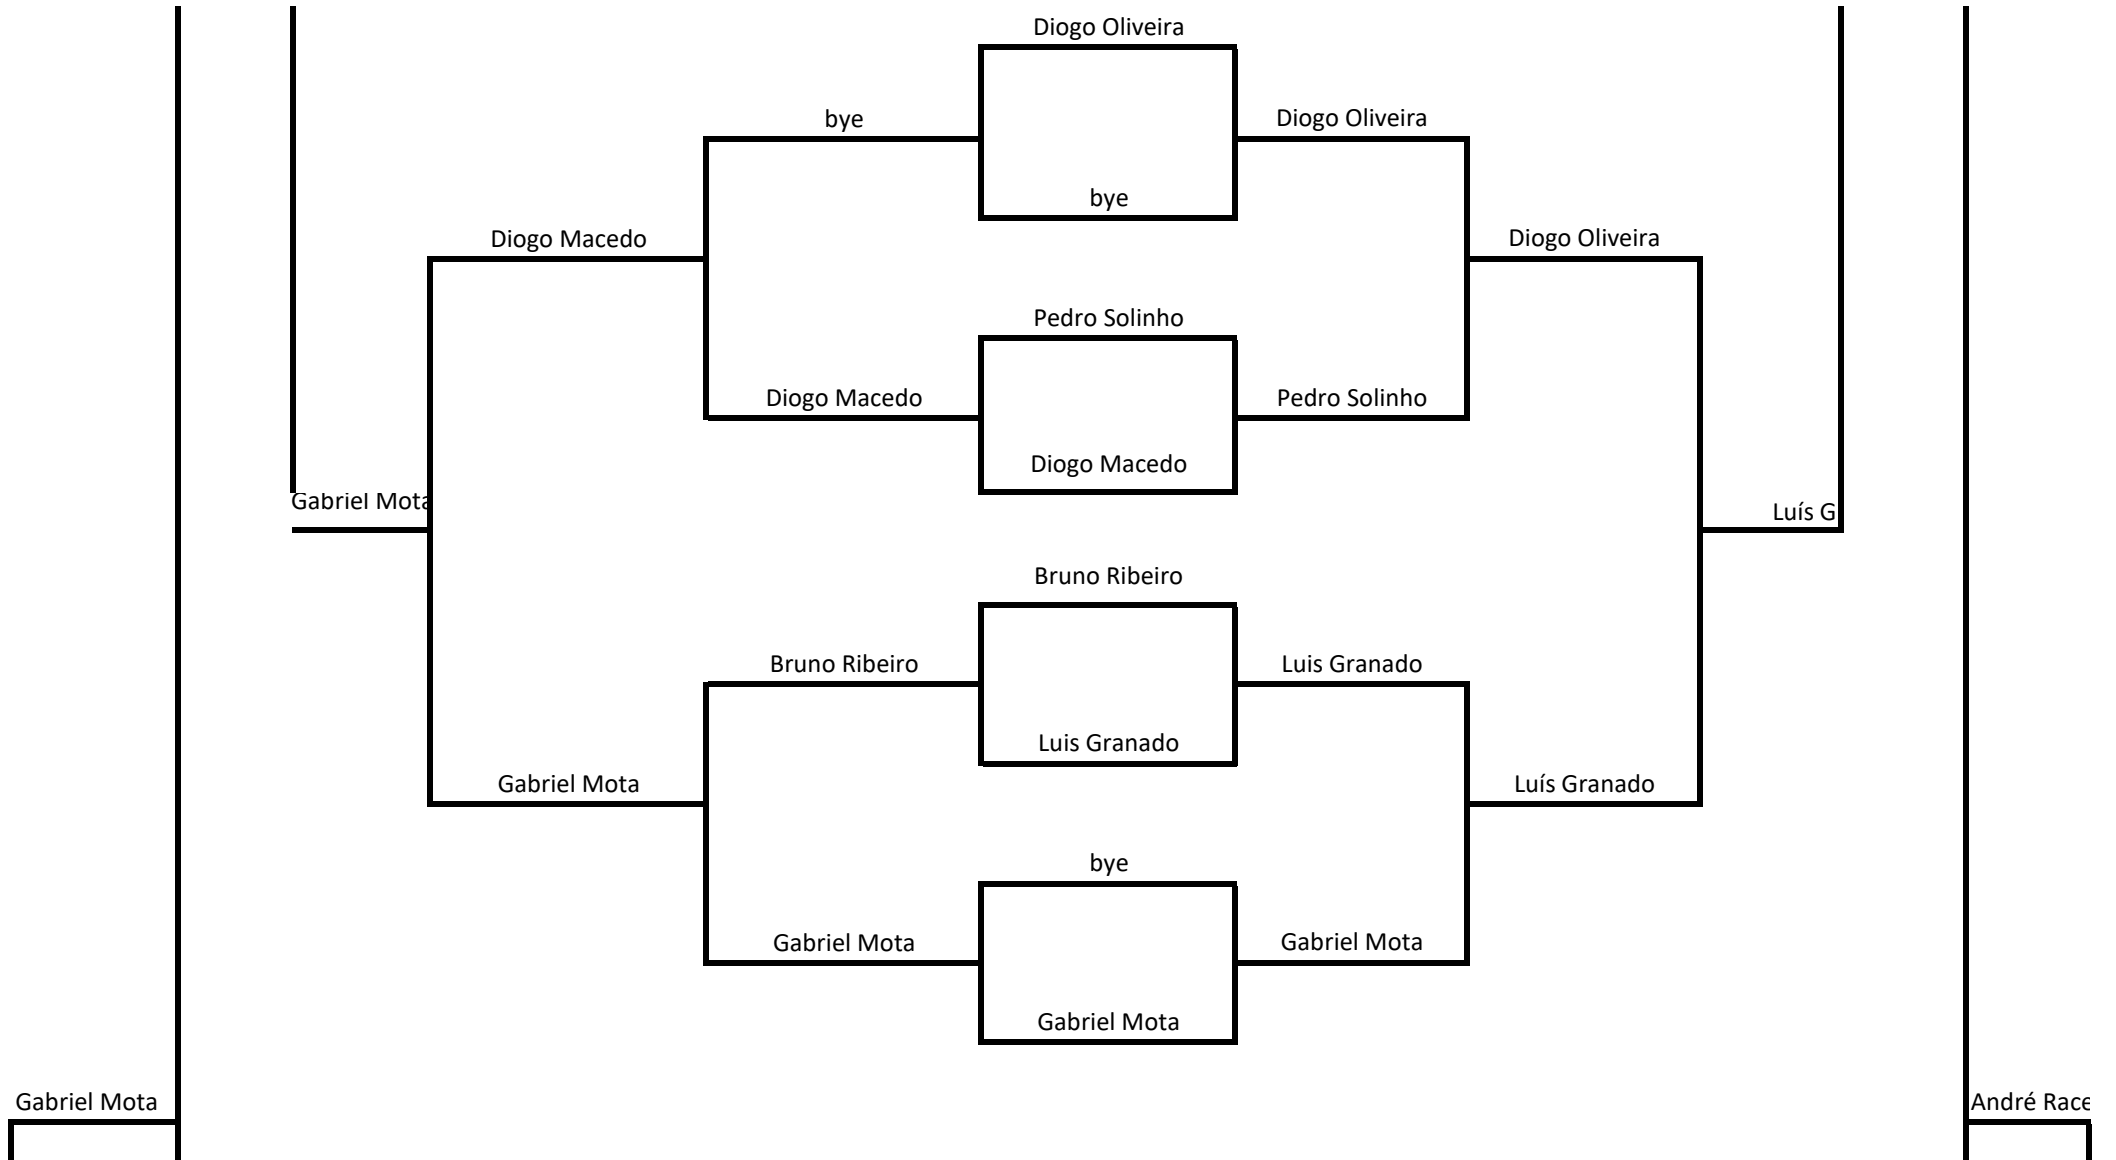 Diogo Oliveira
bye
Diogo Oliveira
bye
Diogo Macedo
Diogo Oliveira
Pedro Solinho
Diogo Macedo
Pedro Solinho
Diogo Macedo
Gabriel Mota
Luís G
Bruno Ribeiro
Bruno Ribeiro
Luis Granado
Luis Granado
Gabriel Mota
Luís Granado
bye
Gabriel Mota
Gabriel Mota
Gabriel Mota
Gabriel Mota
André Race